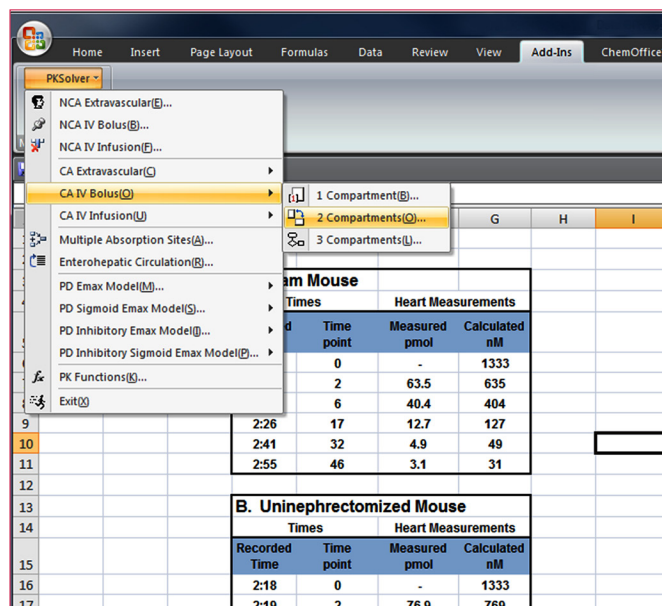 Home Insert Page Layout Formulas Data Review View Add-Ins ChemOffice
PKSolver
NCA Extravascular(E)...
NCA IV Bolus(B)...
NCA IV Infusion(F)...
CA Extravascular(C)
CA IV Bolus(O)
CA IV Infusion(U)
Multiple Absorption Sites(A)...
Enterohepatic Circulation(R)...
PD Emax Model(M)...
PD Sigmoid Emax Model(S)...
PD Inhibitory Emax Model(I)...
PD Inhibitory Sigmoid Emax Model(P)...
PK Functions(K)...
Exit(X)
1 Compartment(B)...
2 Compartments(O)...
3 Compartments(L)...
G H I
Mouse
Heart Measurements
Time Measured Calculated
point pmol nM
0 - 1333
2 63.5 635
6 40.4 404
9 2:26 17 12.7 127
10 2:41 32 4.9 49
11 2:55 46 3.1 31
12
13 B. Uninephrectomized Mouse
14 Times Heart Measurements
Recorded Time Measured Calculated
15 Time point pmol nM
16 2:18 0 - 1333
17 2:19 2 76.9 769